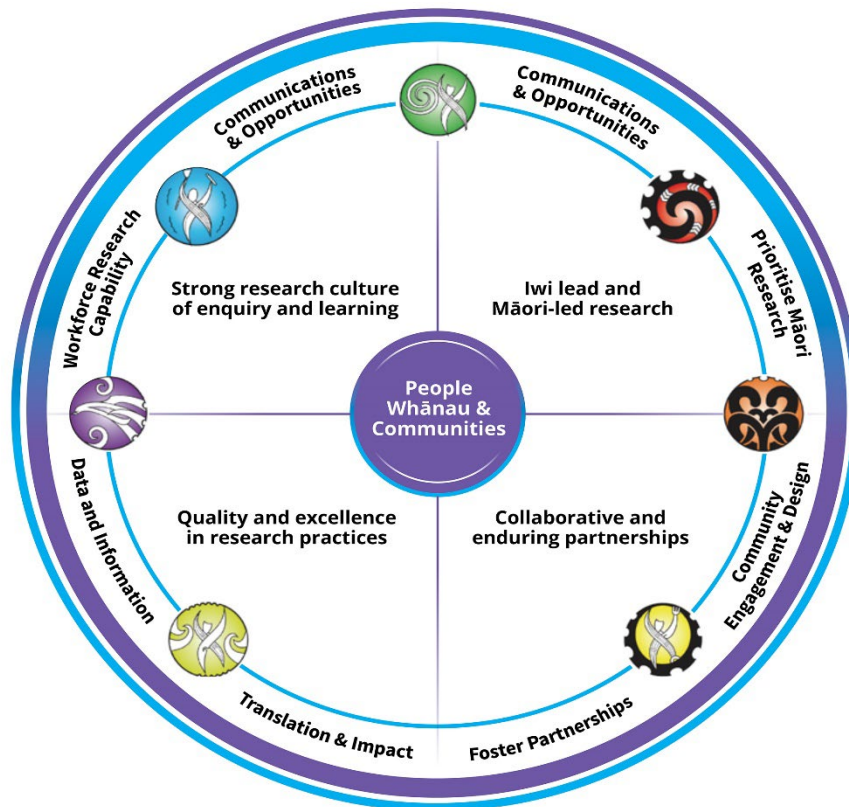 Communications
& Opportunities
Communications
& Opportunities
Workforce Research
Capability
Prioritise Māori
Research
Strong research culture
of enquiry and learning
Iwi lead and
Māori-led research
People
Whānau &
Communities
Quality and excellence
in research practices
Collaborative and
enduring partnerships
Data and Information
Community
Engagement & Design
Translation & Impact
Foster Partnerships